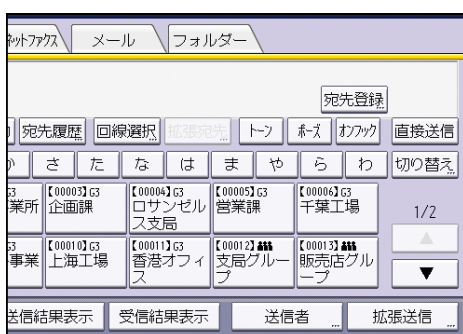 ﾈｯﾄﾌｧｸｽ メール フォルダー
宛先登録
宛先履歴 回線選択 拡張宛先 トーン ポーズ オンフック 直接送信
か さ た な は ま や ら わ 切り替え
G3 【00003】G3 【00004】G3 【00005】G3 【00006】G3
業所 企画課 ロサンゼル 営業課 千葉工場 1/2
ス支局
G3 【00010】G3 【00011】G3 【00012】 【00013】
事業 上海工場 香港オフィ 支局グルー 販売店グル
ス プ ープ
送信結果表示 受信結果表示 送信者 ... 拡張送信 ...